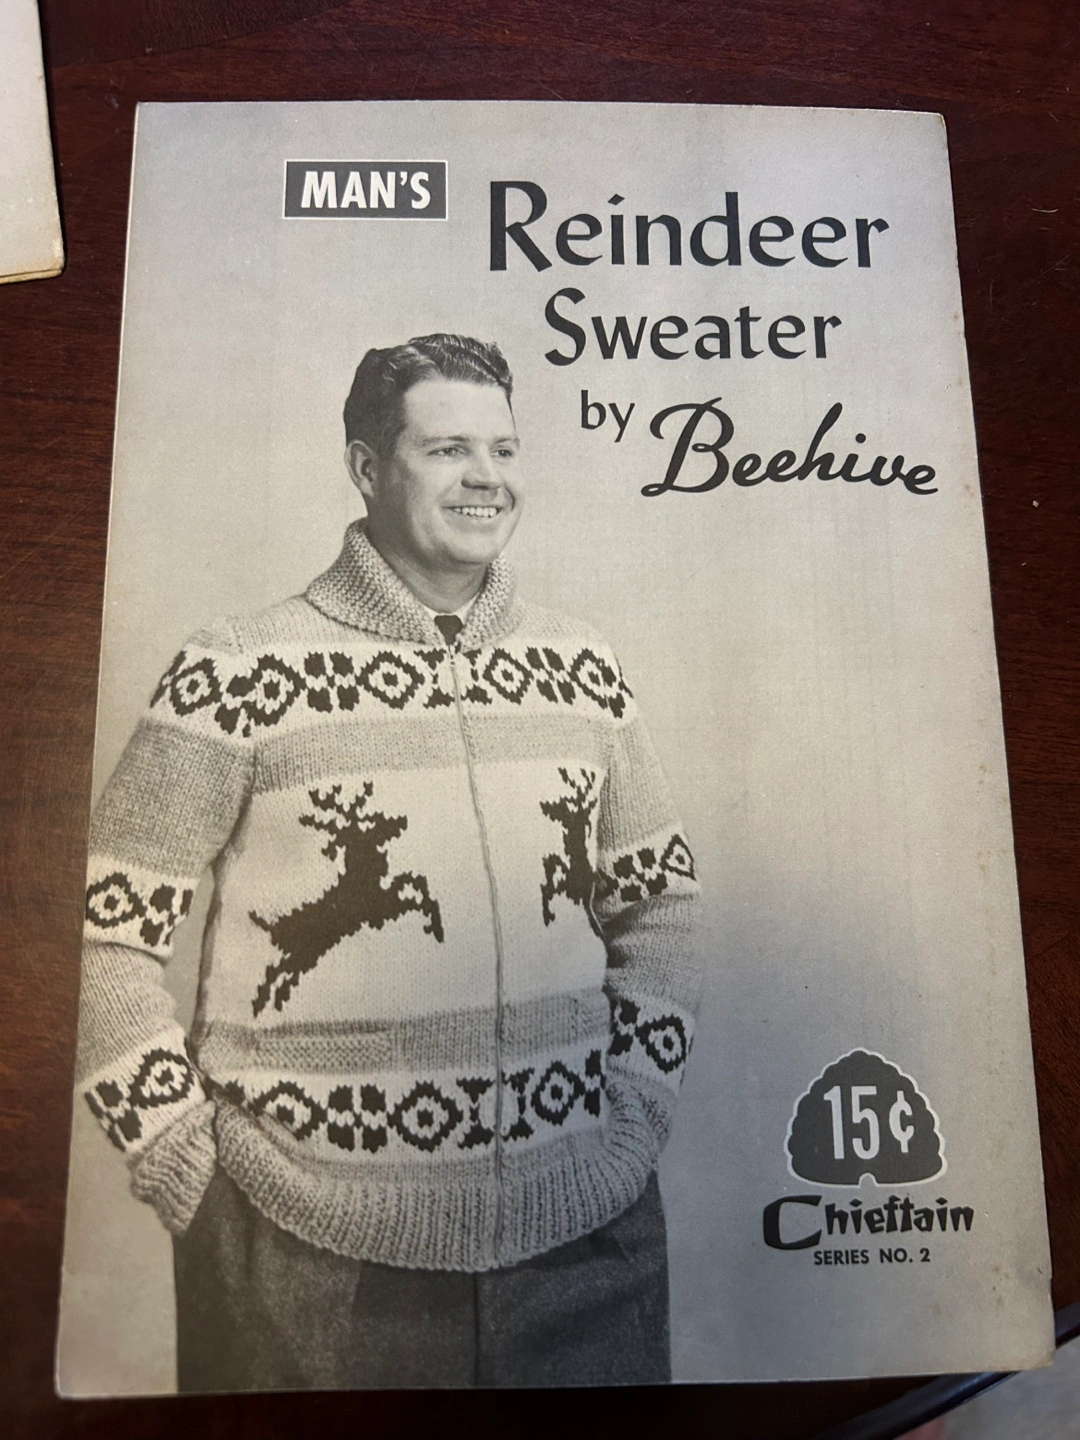 MAN'S
Reindeer
Sweater
by Beehive
15¢
Chieftain
SERIES NO. 2